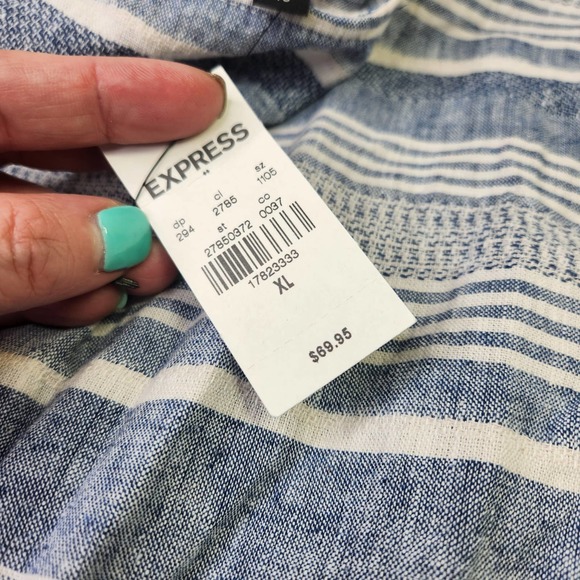 EXPRESS
dp cl sz
294 2785 1105
st co
27850372 0037
17823333
XL
$69.95